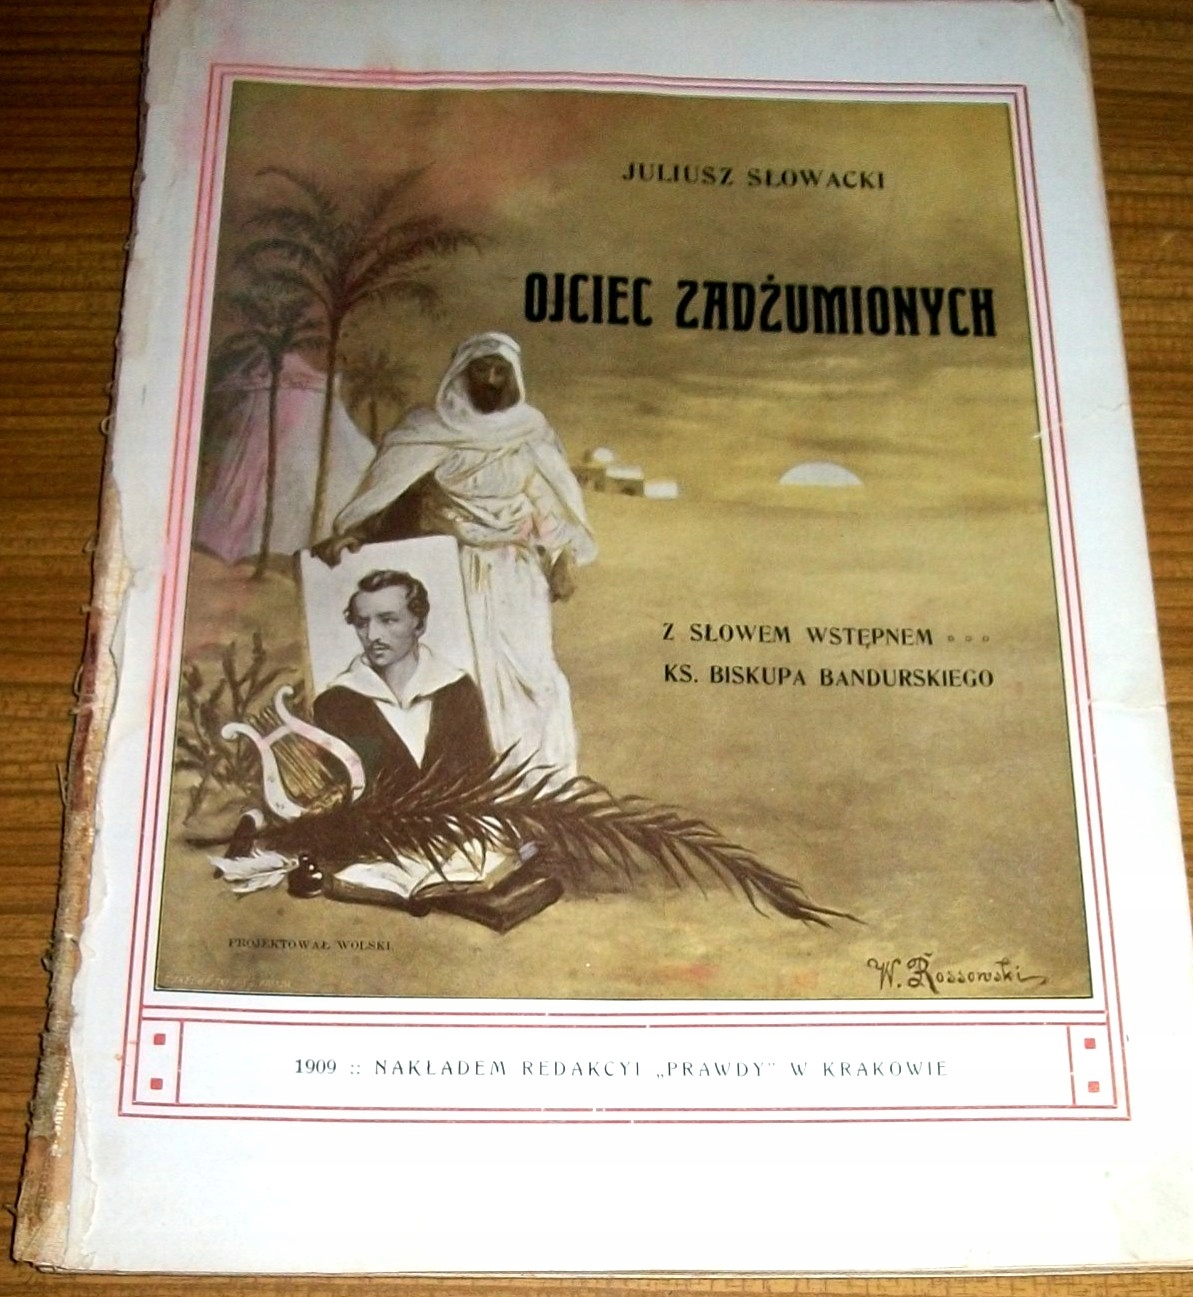 JULIUSZ SŁOWACKI
OJCIEC ZADŻUMIONYCH
Z SŁOWEM WSTĘPNEM
KS. BISKUPA BANDURSKIEGO
PROJEKTOWAŁ WOLSKI.
W. Rossowski
1909 :: NAKŁADEM REDAKCYI „PRAWDY” W KRAKOWIE